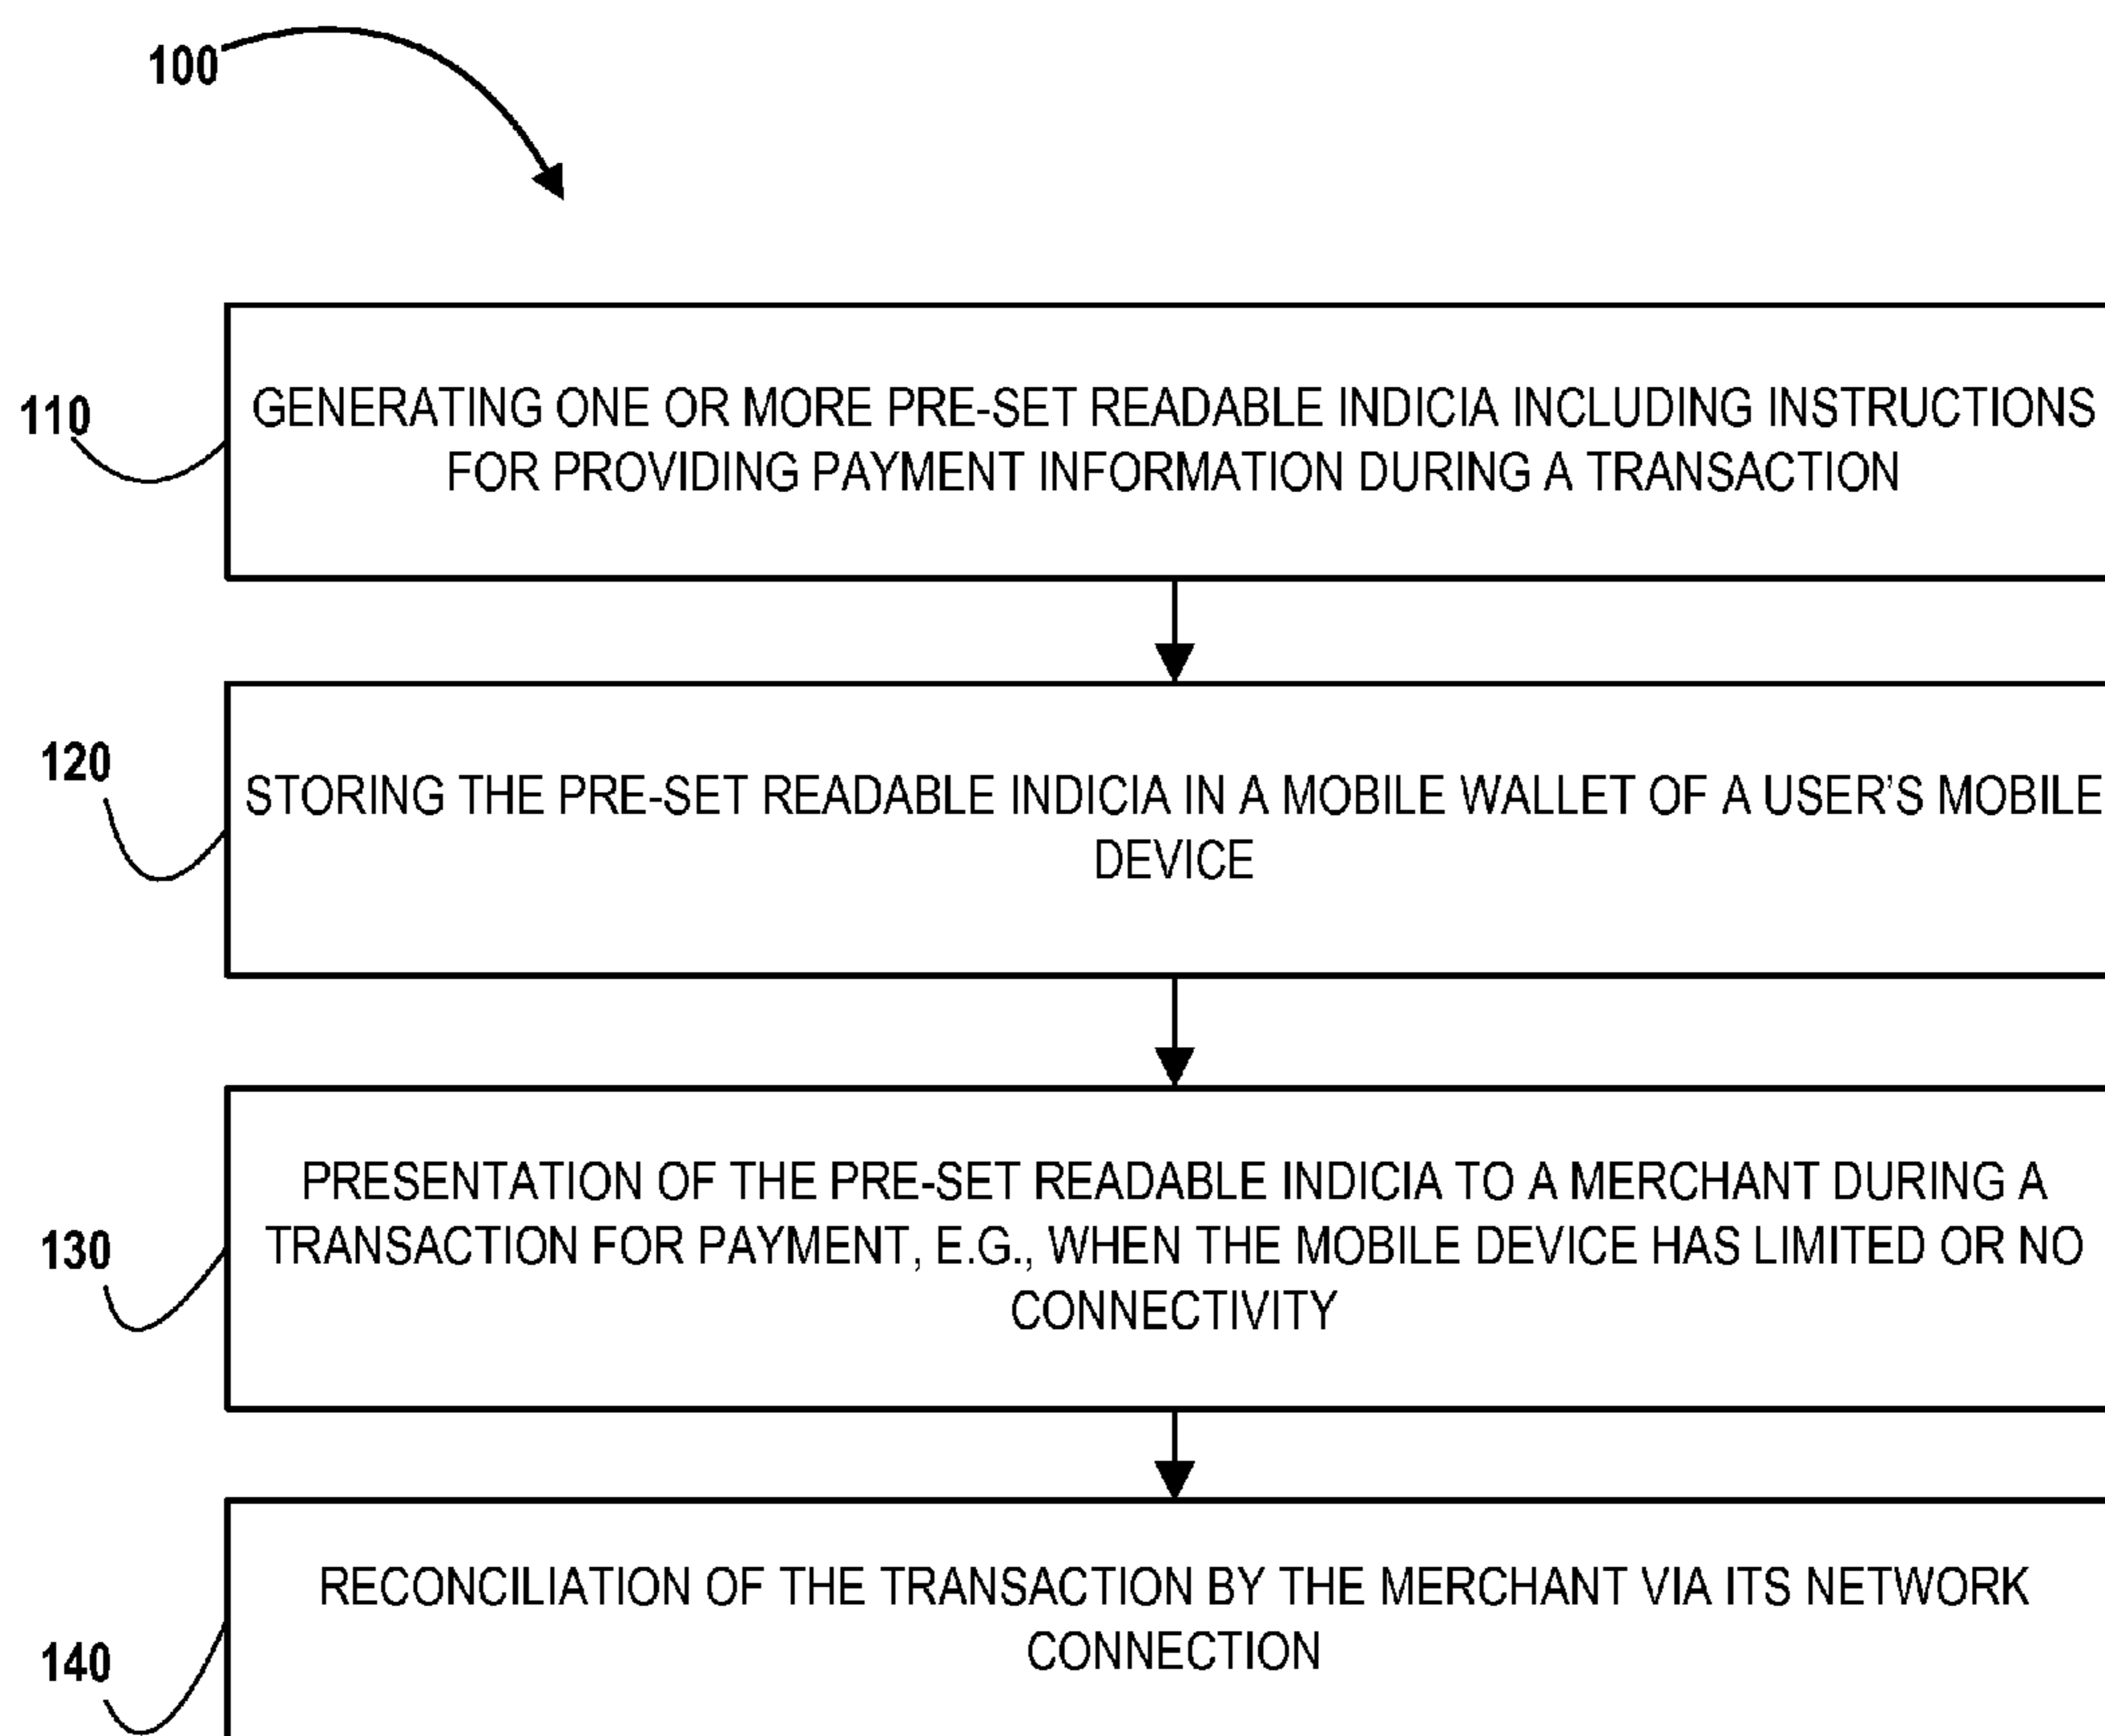 100
110
GENERATING ONE OR MORE PRE-SET READABLE INDICIA INCLUDING INSTRUCTIONS
FOR PROVIDING PAYMENT INFORMATION DURING A TRANSACTION
120
STORING THE PRE-SET READABLE INDICIA IN A MOBILE WALLET OF A USER'S MOBILE
DEVICE
130
PRESENTATION OF THE PRE-SET READABLE INDICIA TO A MERCHANT DURING A
TRANSACTION FOR PAYMENT, E.G., WHEN THE MOBILE DEVICE HAS LIMITED OR NO
CONNECTIVITY
140
RECONCILIATION OF THE TRANSACTION BY THE MERCHANT VIA ITS NETWORK
CONNECTION